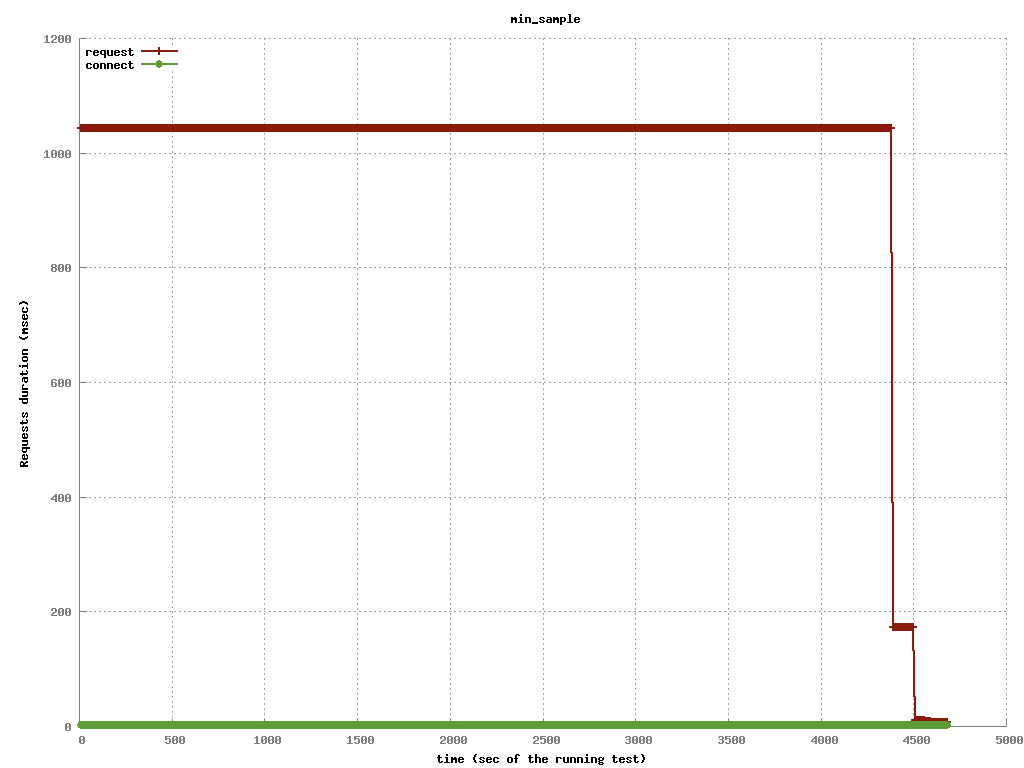 min_sample
1200
request
connect
1000
800
600
400
200
0
Requests duration (msec)
0 500 1000 1500 2000 2500 3000 3500 4000 4500 5000
time (sec of the running test)